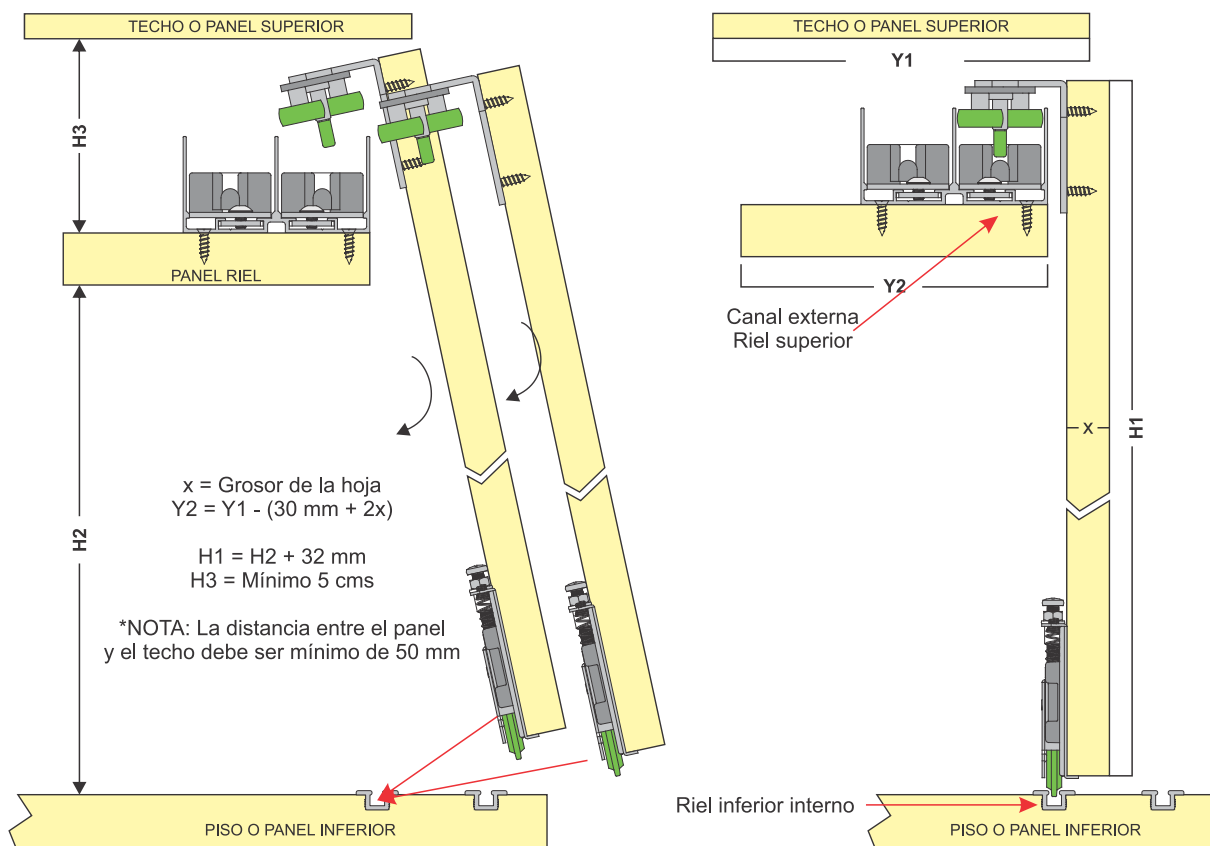 TECHO O PANEL SUPERIOR
H3
PANEL RIEL
H2
x = Grosor de la hoja
Y2 = Y1 - (30 mm + 2x)
H1 = H2 + 32 mm
H3 = Mínimo 5 cms
*NOTA: La distancia entre el panel
y el techo debe ser mínimo de 50 mm
PISO O PANEL INFERIOR
TECHO O PANEL SUPERIOR
Y1
Y2
Canal externa
Riel superior
x
H1
Riel inferior interno
PISO O PANEL INFERIOR